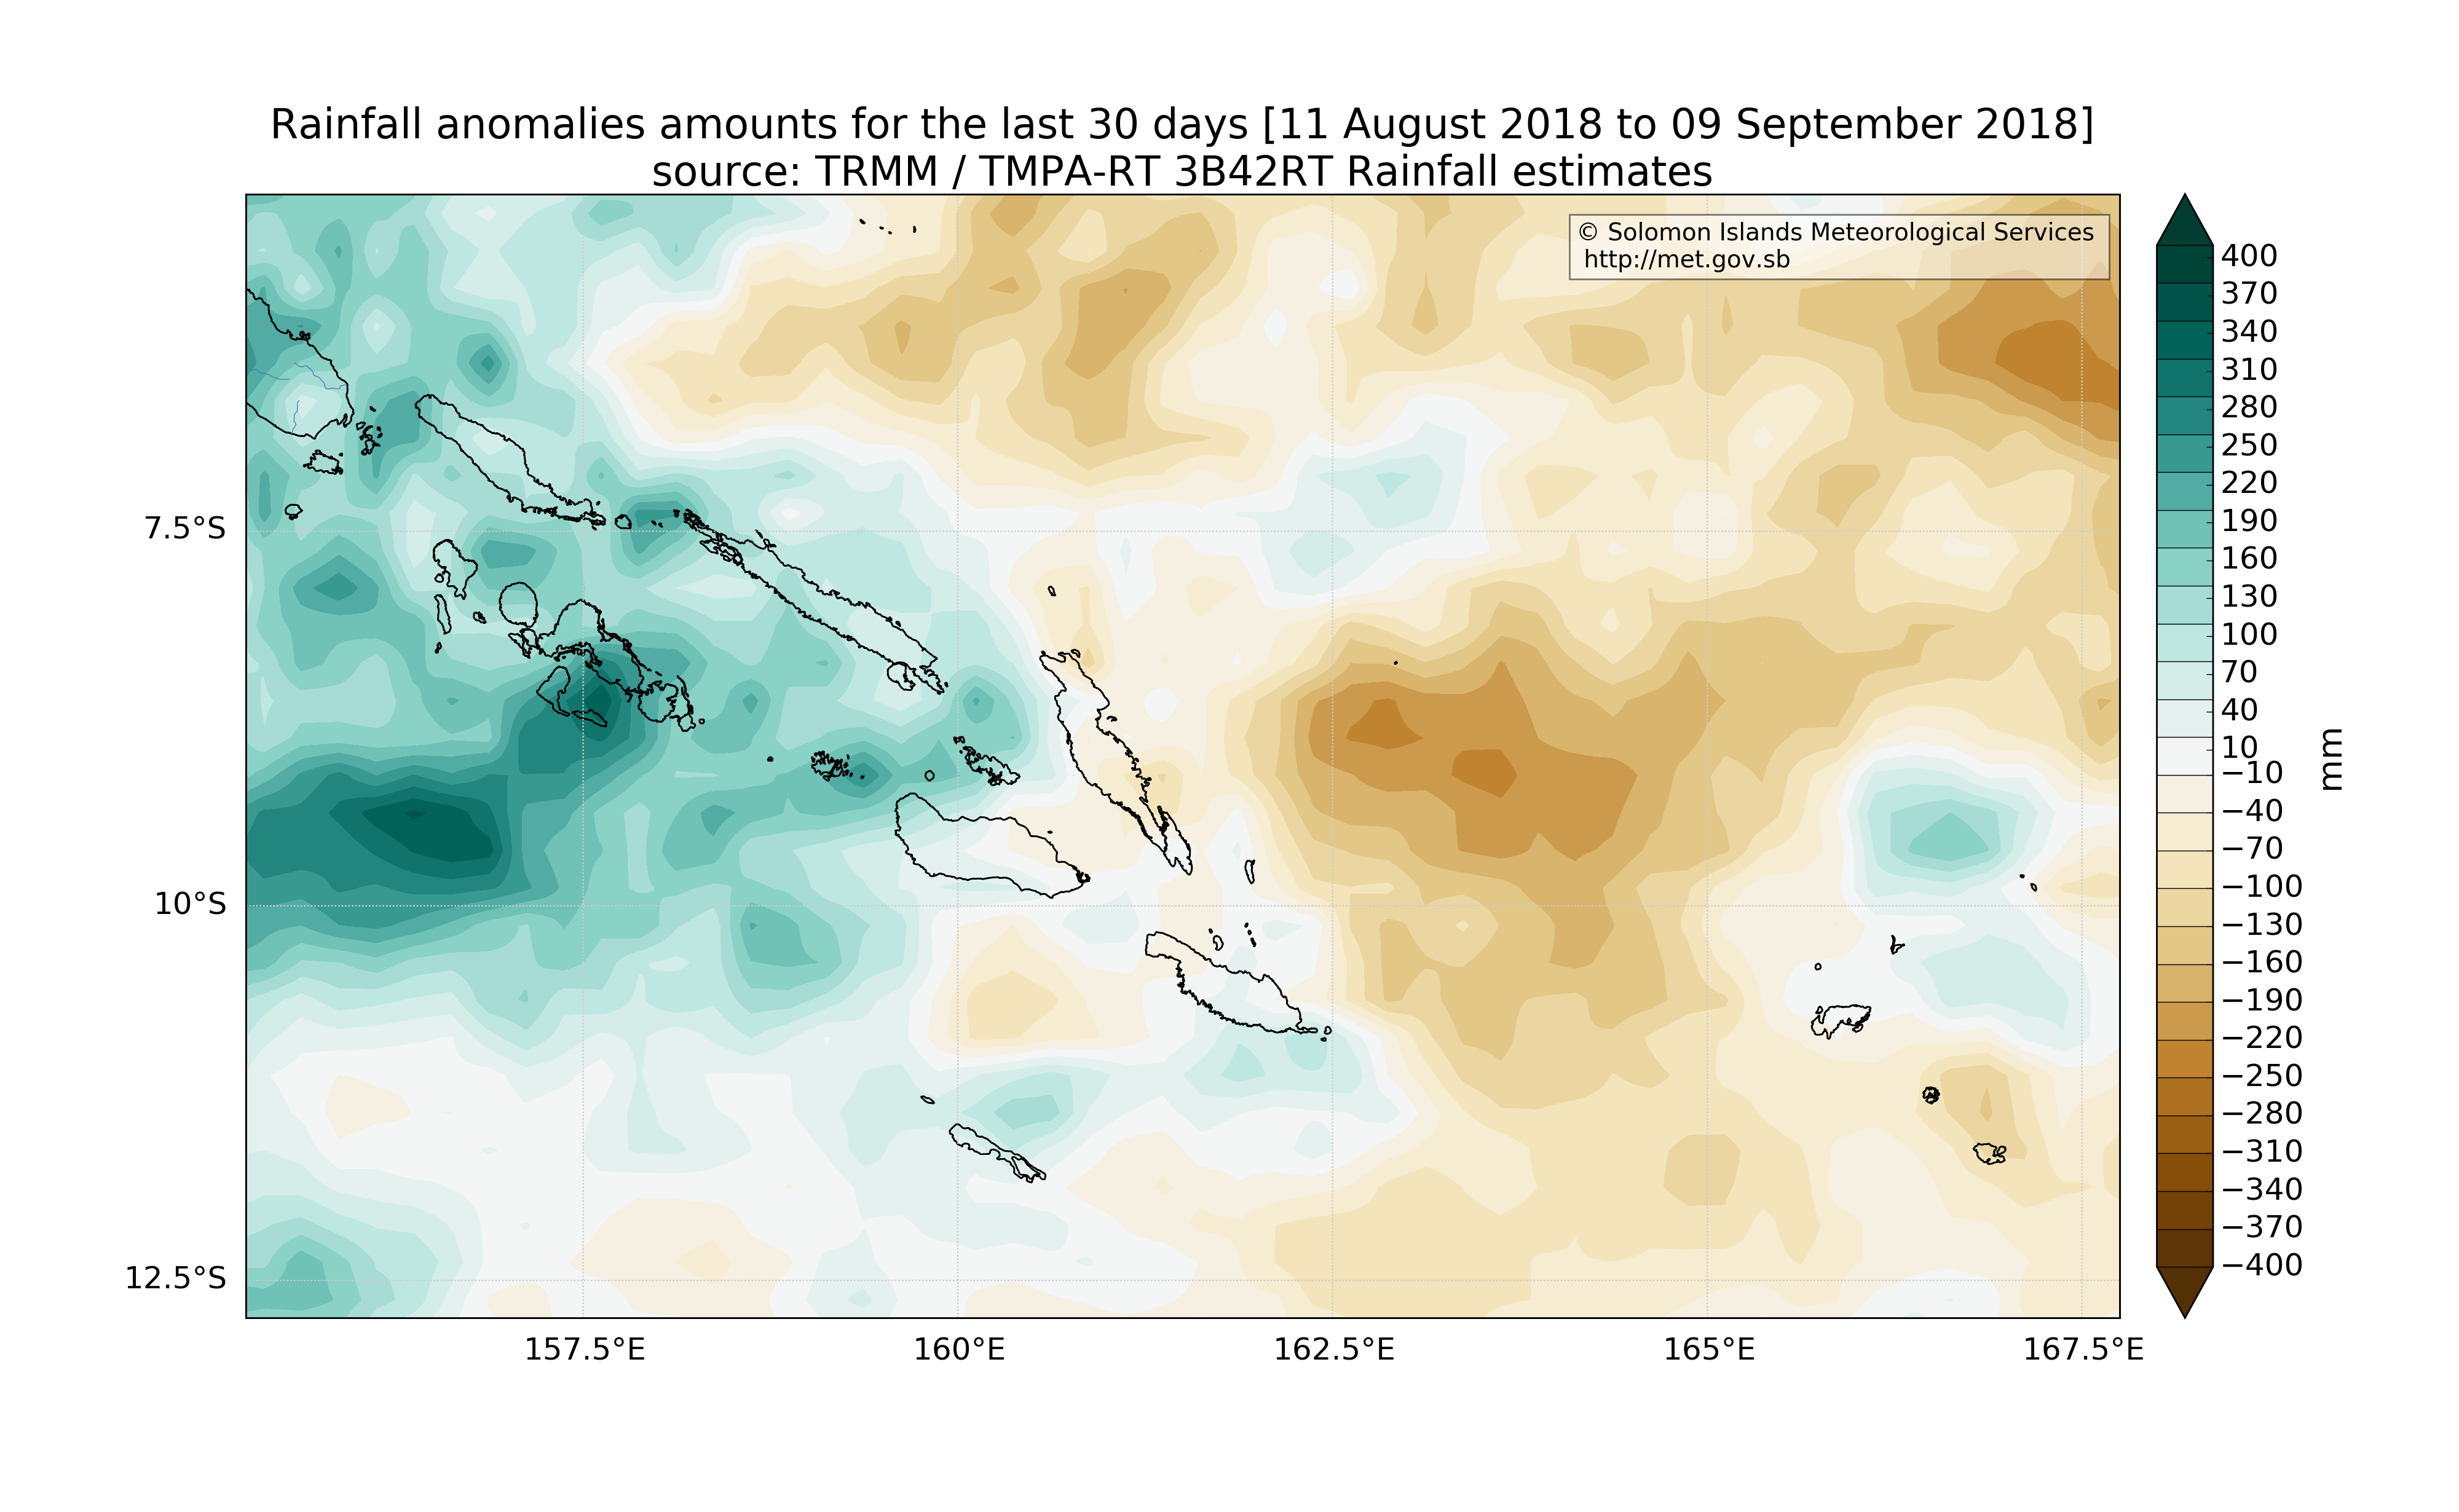 Rainfall anomalies amounts for the last 30 days [11 August 2018 to 09 September 2018]
source: TRMM / TMPA-RT 3B42RT Rainfall estimates
© Solomon Islands Meteorological Services
http://met.gov.sb
7.5°S
10°S
12.5°S
157.5°E
160°E
162.5°E
165°E
167.5°E
400
370
340
310
280
250
220
190
160
130
100
70
40
10
−10
−40
−70
−100
−130
−160
−190
−220
−250
−280
−310
−340
−370
−400
mm